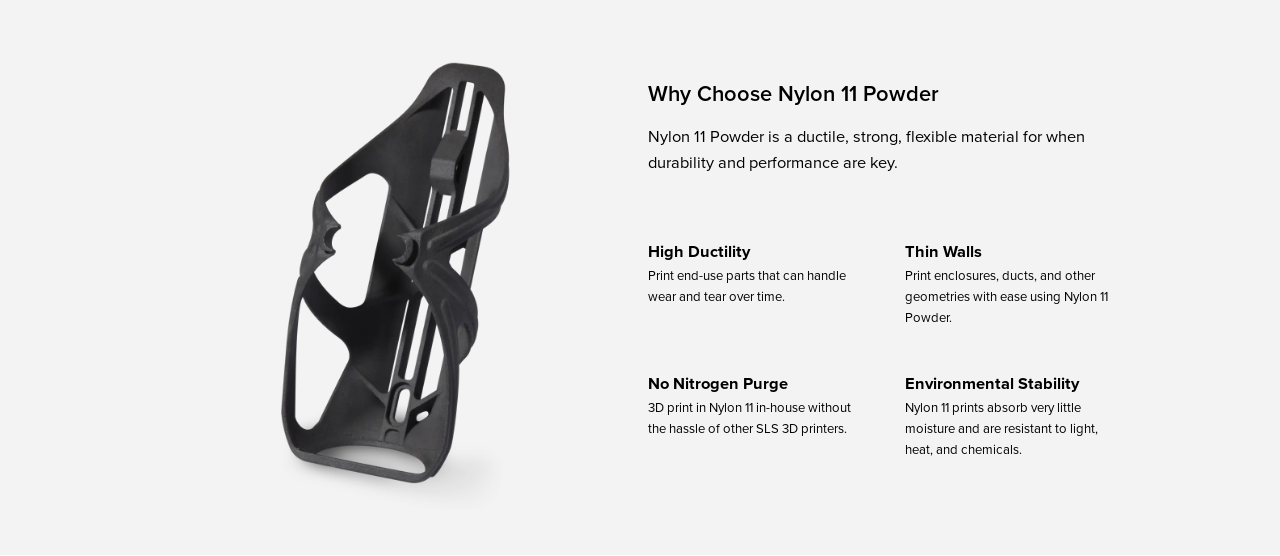 Why Choose Nylon 11 Powder
Nylon 11 Powder is a ductile, strong, flexible material for when
durability and performance are key.
High Ductility
Print end-use parts that can handle
wear and tear over time.
Thin Walls
Print enclosures, ducts, and other
geometries with ease using Nylon 11
Powder.
No Nitrogen Purge
3D print in Nylon 11 in-house without
the hassle of other SLS 3D printers.
Environmental Stability
Nylon 11 prints absorb very little
moisture and are resistant to light,
heat, and chemicals.